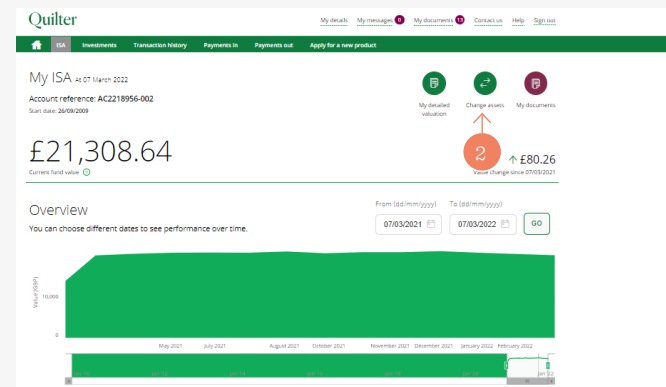 Quilter
My details My messages 0 My documents 13 Contact us Help Sign out
ISA Investments Transaction history Payments in Payments out Apply for a new product
My ISA At 07 March 2022
Account reference: AC2218956-002
Start date: 26/09/2009
My detailed valuation
Change assets
My documents
2
£21,308.64
Current fund value
£80.26
Value change since 07/03/2021
Overview
You can choose different dates to see performance over time.
From (dd/mm/yyyy) To (dd/mm/yyyy)
07/03/2021 07/03/2022 GO
Value (GBP)
10,000
0
May 2021 July 2021 August 2021 October 2021 November 2021 December 2021 January 2022 February 2022